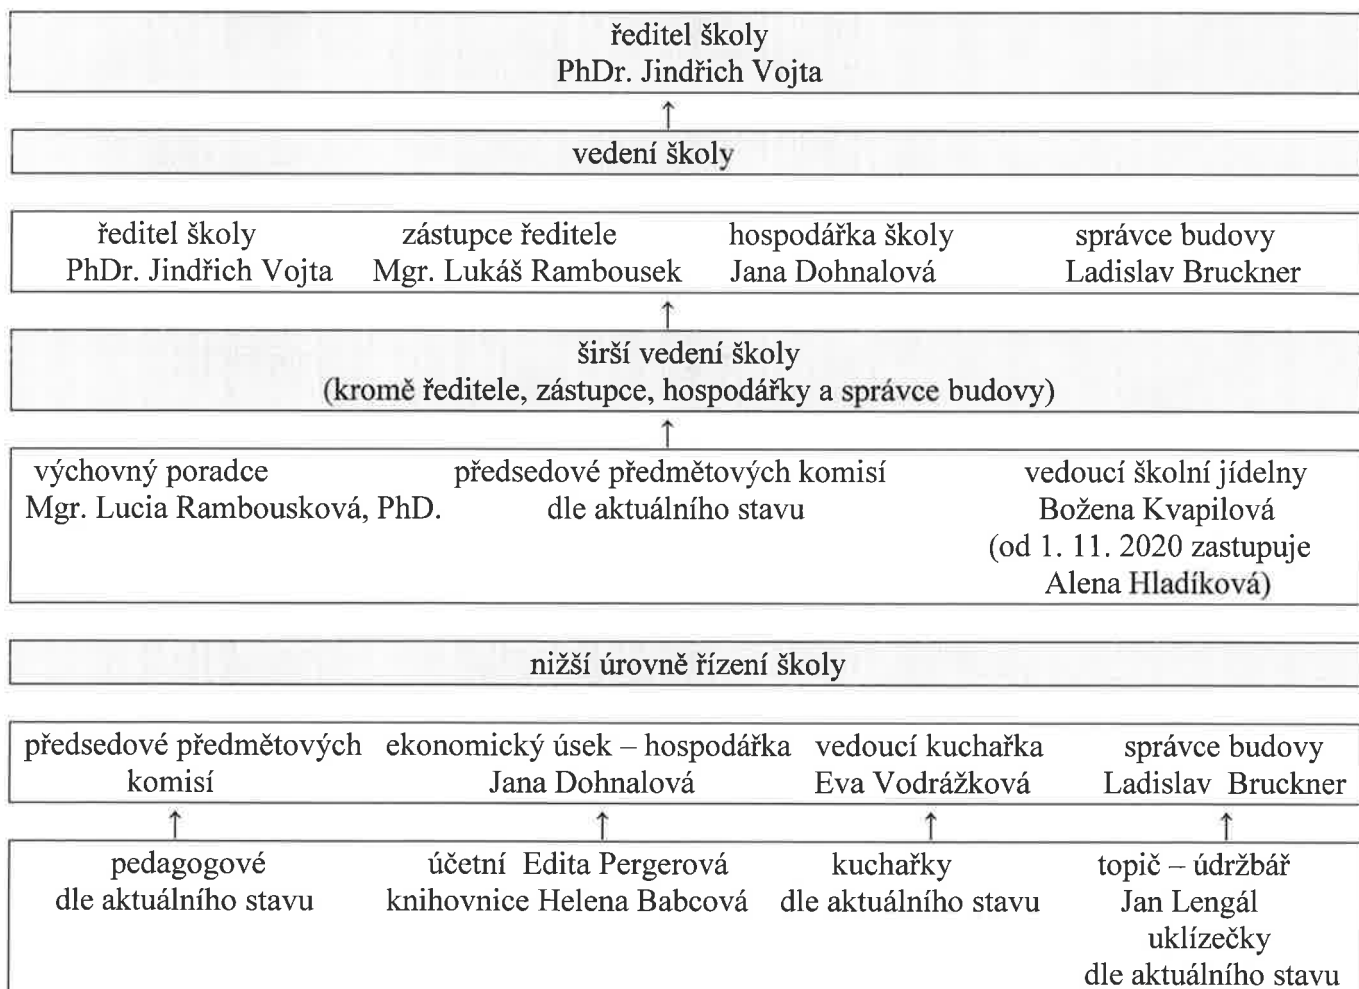 ředitel školy
PhDr. Jindřich Vojta
↑
vedení školy
ředitel školy zástupce ředitele hospodářka školy správce budovy
PhDr. Jindřich Vojta Mgr. Lukáš Rambousek Jana Dohnalová Ladislav Bruckner
↑
širší vedení školy
(kromě ředitele, zástupce, hospodářky a správce budovy)
↑
výchovný poradce předsedové předmětových komisí vedoucí školní jídelny
Mgr. Lucia Rambousková, PhD. dle aktuálního stavu Božena Kvapilová
(od 1. 11. 2020 zastupuje
Alena Hladíková)
nižší úrovně řízení školy
předsedové předmětových ekonomický úsek – hospodářka vedoucí kuchařka správce budovy
komisí Jana Dohnalová Eva Vodrážková Ladislav Bruckner
↑ ↑ ↑ ↑
pedagogové účetní Edita Pergerová kuchařky topič – údržbář
dle aktuálního stavu knihovnice Helena Babcová dle aktuálního stavu Jan Lengál
uklízečky
dle aktuálního stavu